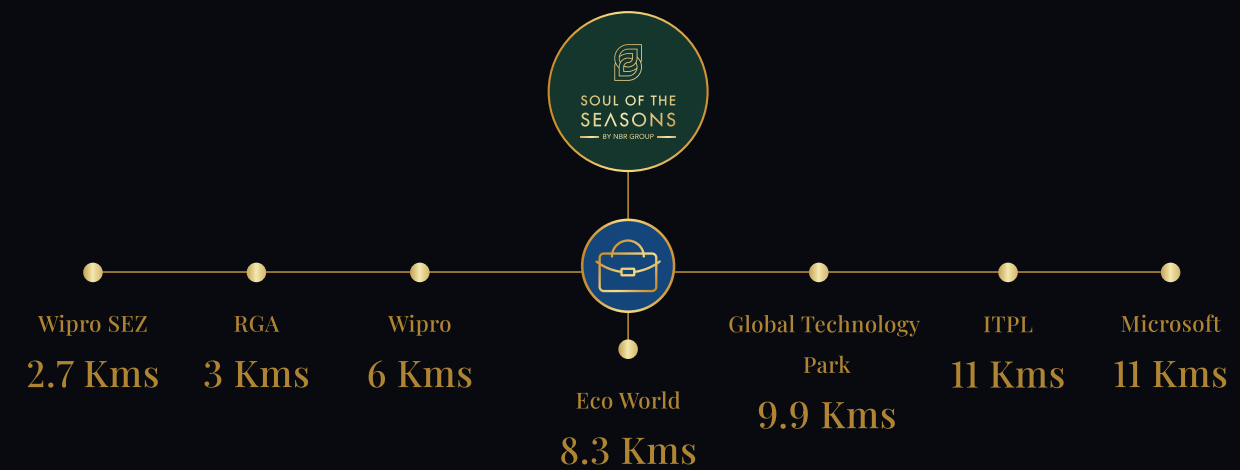 SOUL OF THE
SEASONS
BY NBR GROUP
Wipro SEZ
2.7 Kms
RGA
3 Kms
Wipro
6 Kms
Eco World
8.3 Kms
Global Technology
Park
9.9 Kms
ITPL
11 Kms
Microsoft
11 Kms